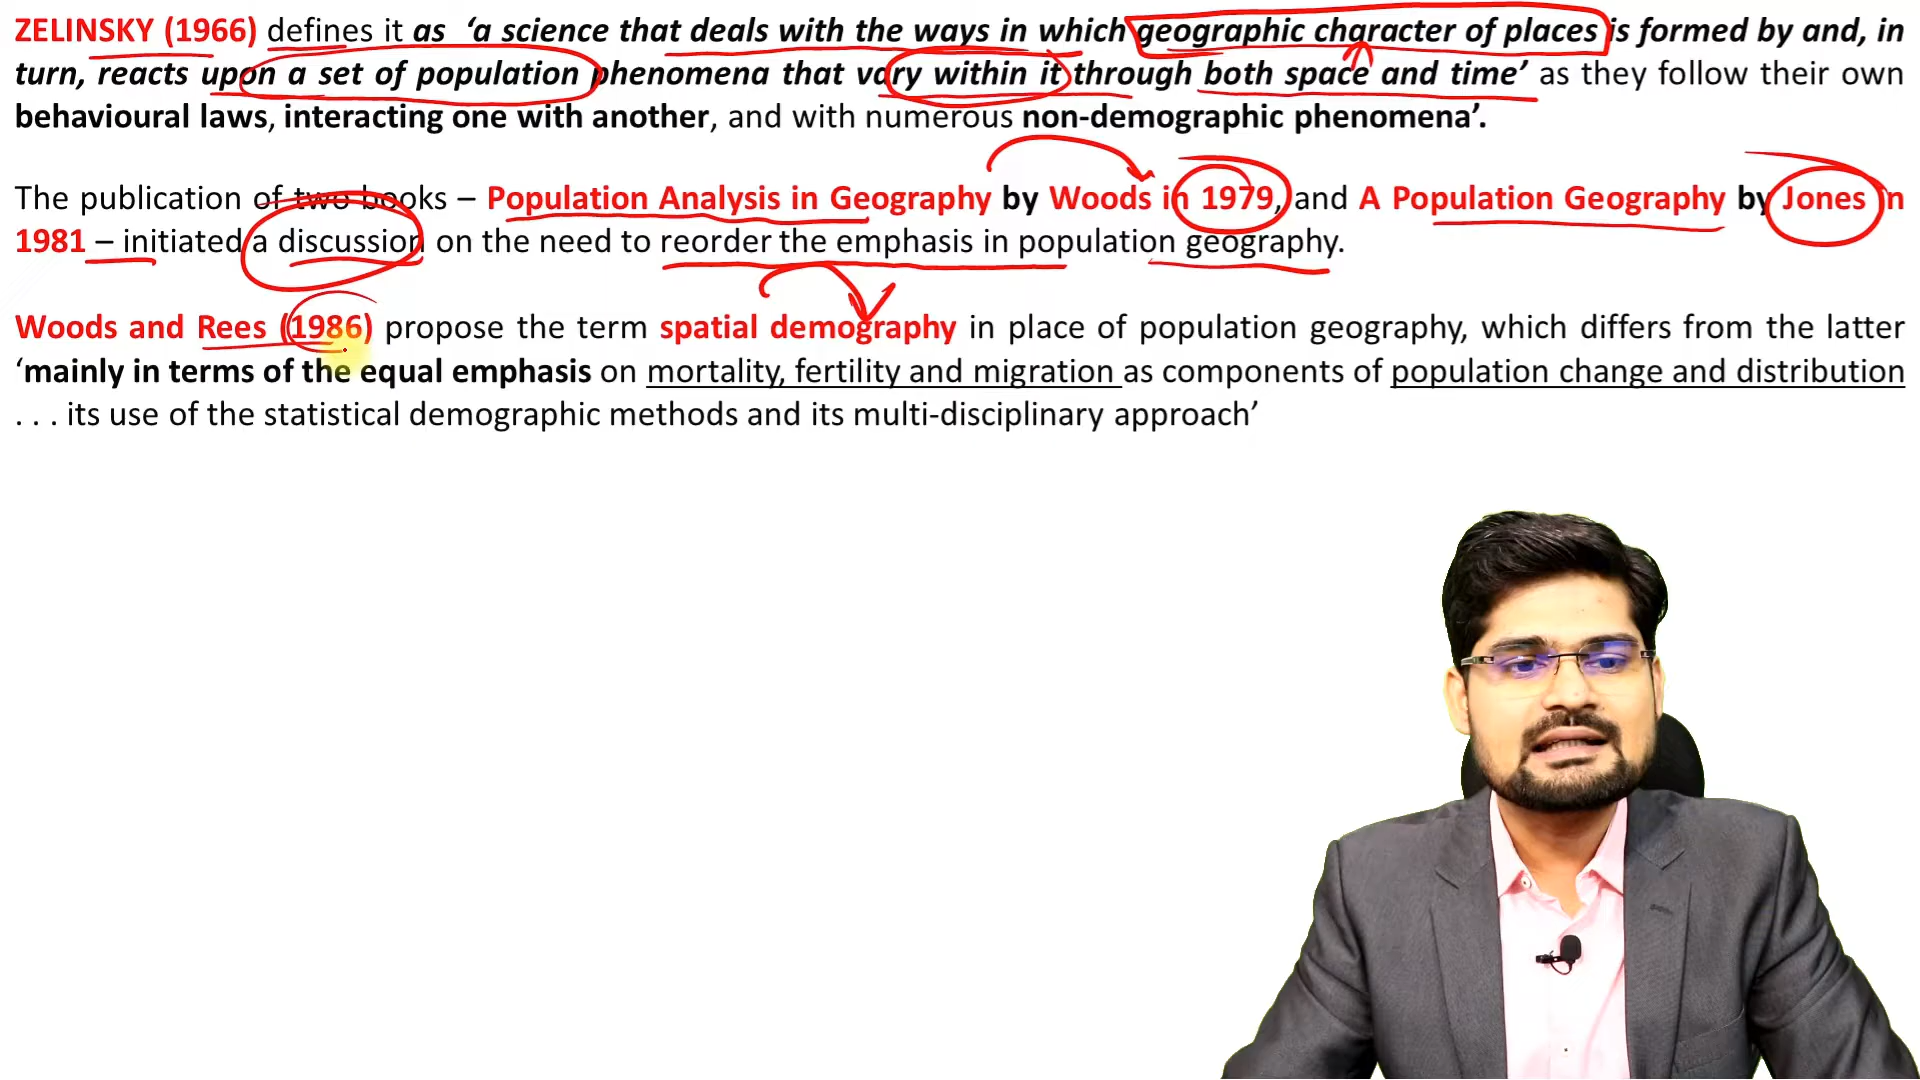 ZELINSKY (1966) defines it as ‘a science that deals with the ways in which geographic character of places is formed by and, in
turn, reacts upon a set of population phenomena that vary within it through both space and time’ as they follow their own
behavioural laws, interacting one with another, and with numerous non-demographic phenomena’.
The publication of two books – Population Analysis in Geography by Woods in 1979, and A Population Geography by Jones in
1981 – initiated a discussion on the need to reorder the emphasis in population geography.
Woods and Rees (1986) propose the term spatial demography in place of population geography, which differs from the latter
‘mainly in terms of the equal emphasis on mortality, fertility and migration as components of population change and distribution
. . . its use of the statistical demographic methods and its multi-disciplinary approach’